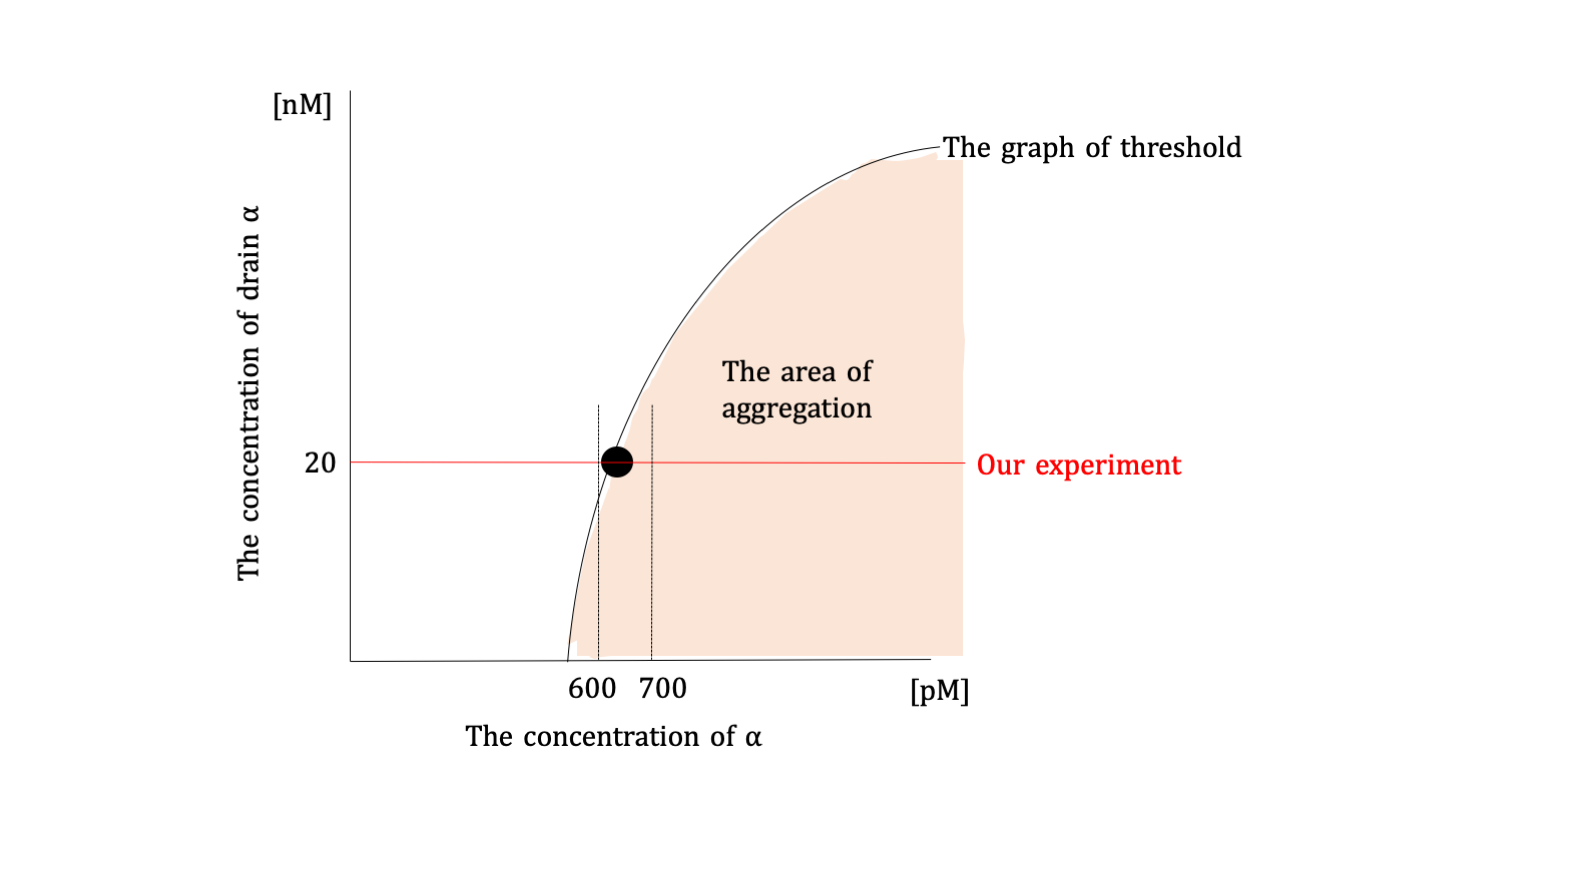 [nM]
The graph of threshold
The concentration of drain α
The area of
aggregation
20
Our experiment
600 700
[pM]
The concentration of α